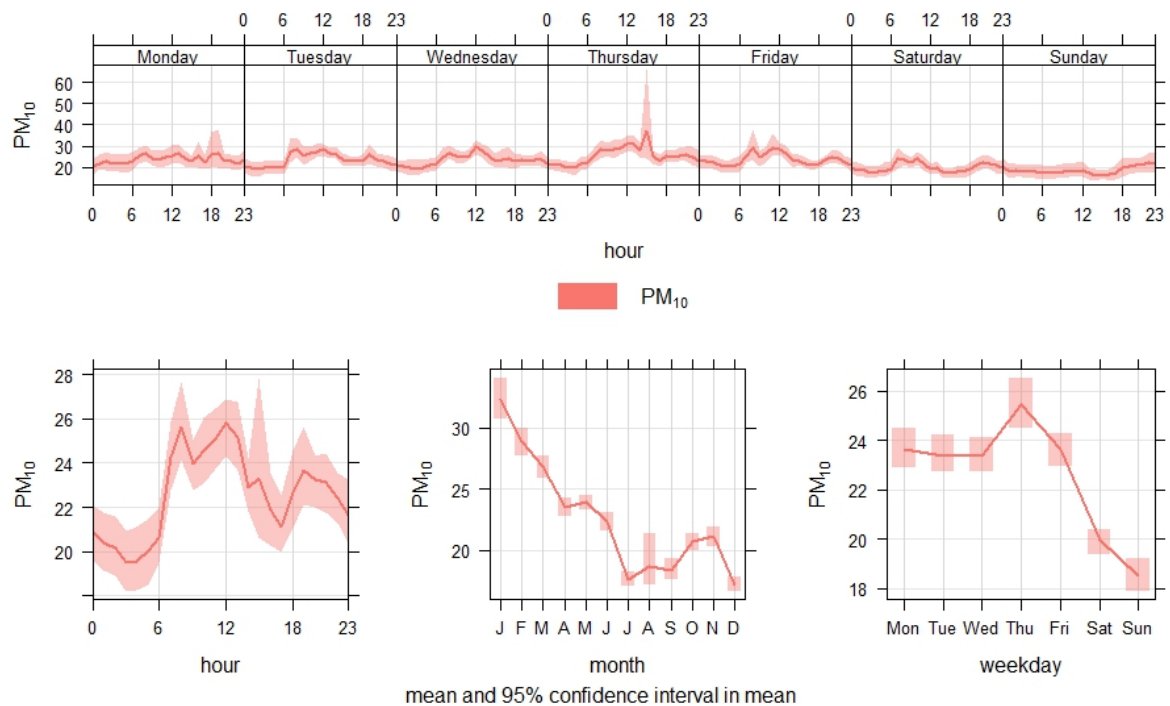 0 6 12 18 23 0 6 12 18 23 0 6 12 18 23
Monday Tuesday Wednesday Thursday Friday Saturday Sunday
PM₁₀
60
50
40
30
20
0 6 12 18 23 0 6 12 18 23 0 6 12 18 23 0 6 12 18 23
hour
PM₁₀
PM₁₀
28
26
24
22
20
0 6 12 18 23
hour
PM₁₀
30
25
20
J F M A M J J A S O N D
month
PM₁₀
26
24
22
20
18
Mon Tue Wed Thu Fri Sat Sun
weekday
mean and 95% confidence interval in mean